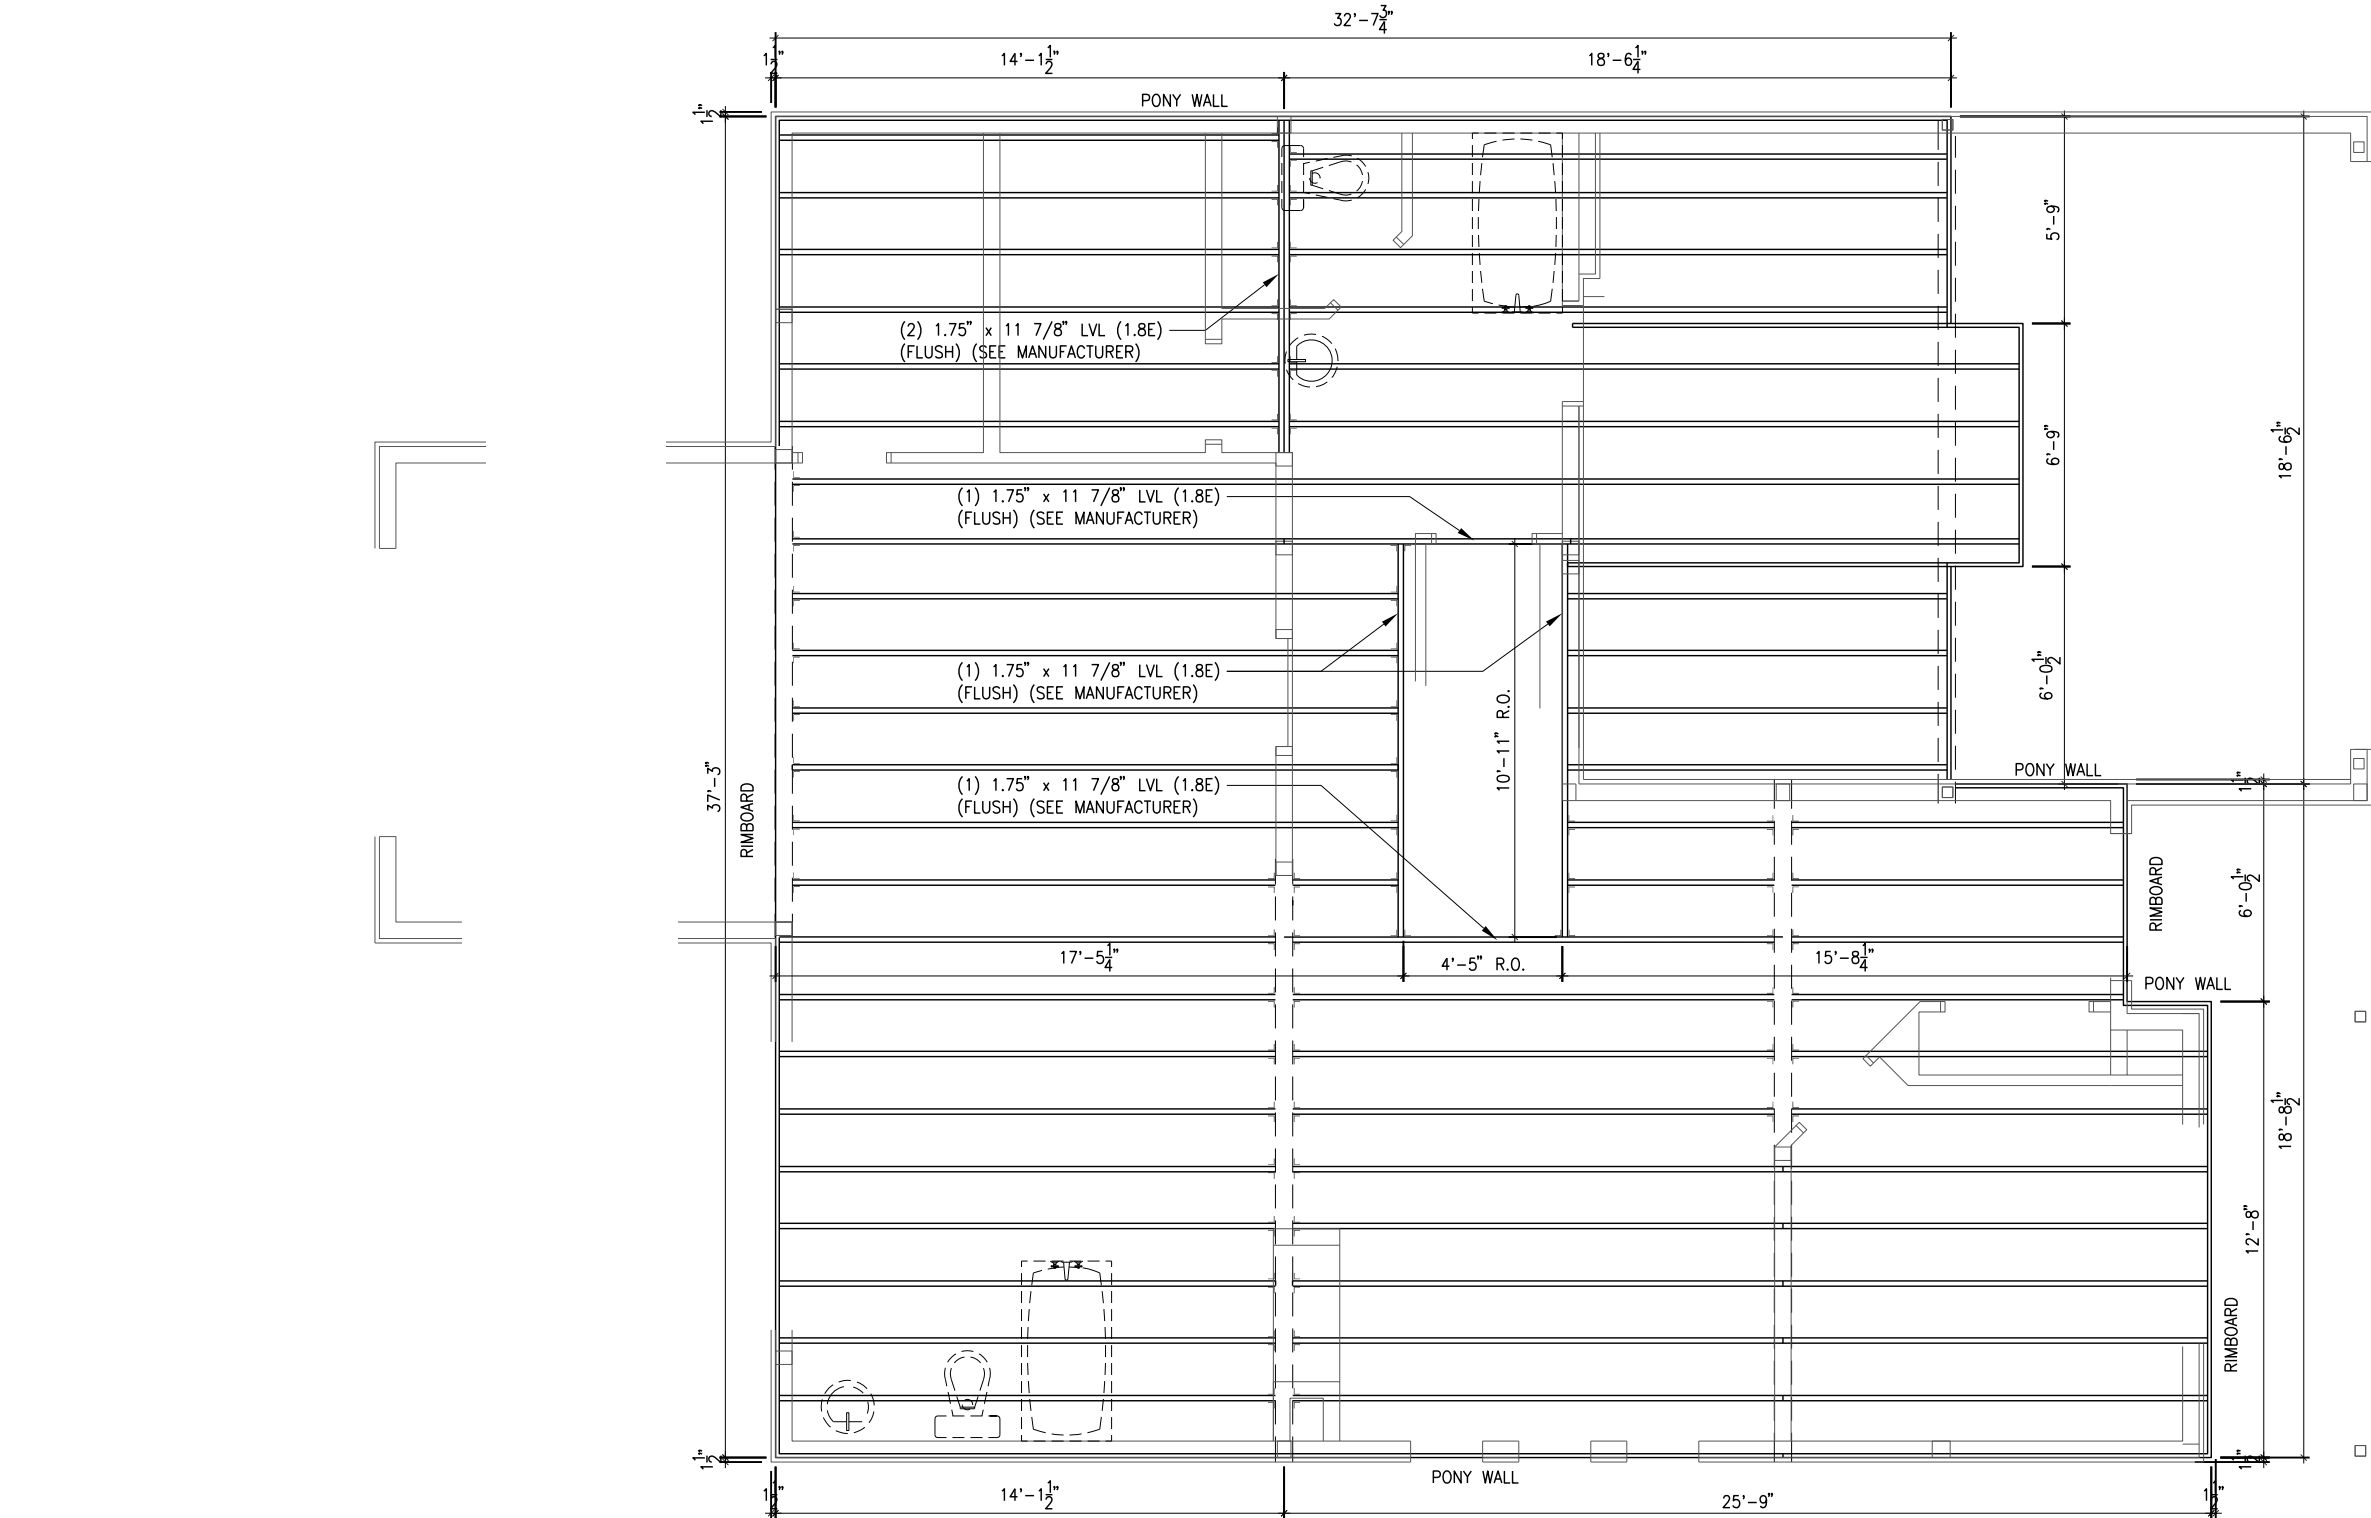 32'-7 3/4"
1 1/2"
14'-1 1/2"
18'-6 1/4"
PONY WALL
1 1/2"
5'-9"
(2) 1.75" x 11 7/8" LVL (1.8E)
(FLUSH) (SEE MANUFACTURER)
6'-9"
18'-6 1/2"
(1) 1.75" x 11 7/8" LVL (1.8E)
(FLUSH) (SEE MANUFACTURER)
(1) 1.75" x 11 7/8" LVL (1.8E)
(FLUSH) (SEE MANUFACTURER)
6'-0 1/2"
10'-11" R.O.
PONY WALL
1 1/2"
37'-3"
RIMBOARD
(1) 1.75" x 11 7/8" LVL (1.8E)
(FLUSH) (SEE MANUFACTURER)
RIMBOARD
6'-0 1/2"
17'-5 1/4"
4'-5" R.O.
15'-8 1/4"
PONY WALL
18'-8 1/2"
12'-8"
RIMBOARD
1 1/2"
PONY WALL
1 1/2"
1 1/2"
14'-1 1/2"
25'-9"
1 1/2"